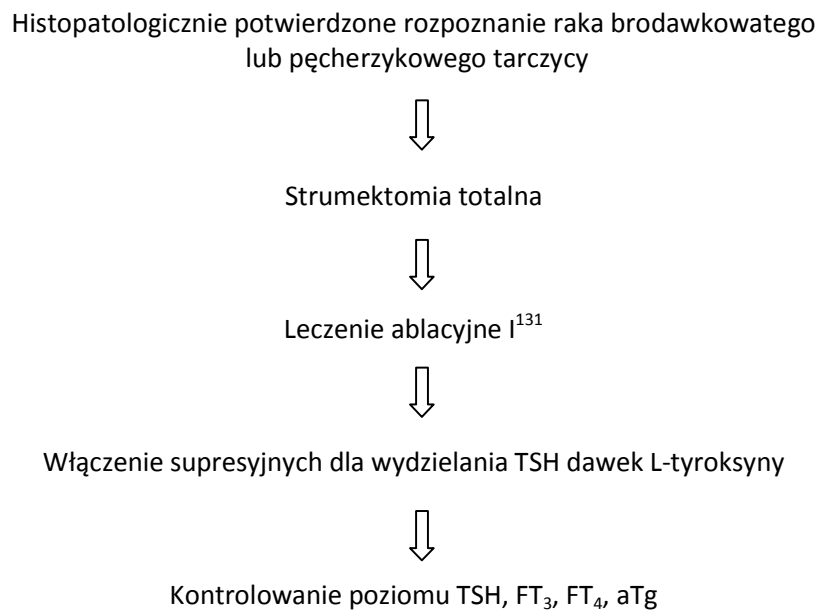 Histopatologicznie potwierdzone rozpoznanie raka brodawkowatego
lub pęcherzykowego tarczycy
Strumektomia totalna
Leczenie ablacyjne I¹³¹
Włączenie supresyjnych dla wydzielania TSH dawek L-tyroksyny
Kontrolowanie poziomu TSH, FT₃, FT₄, aTg